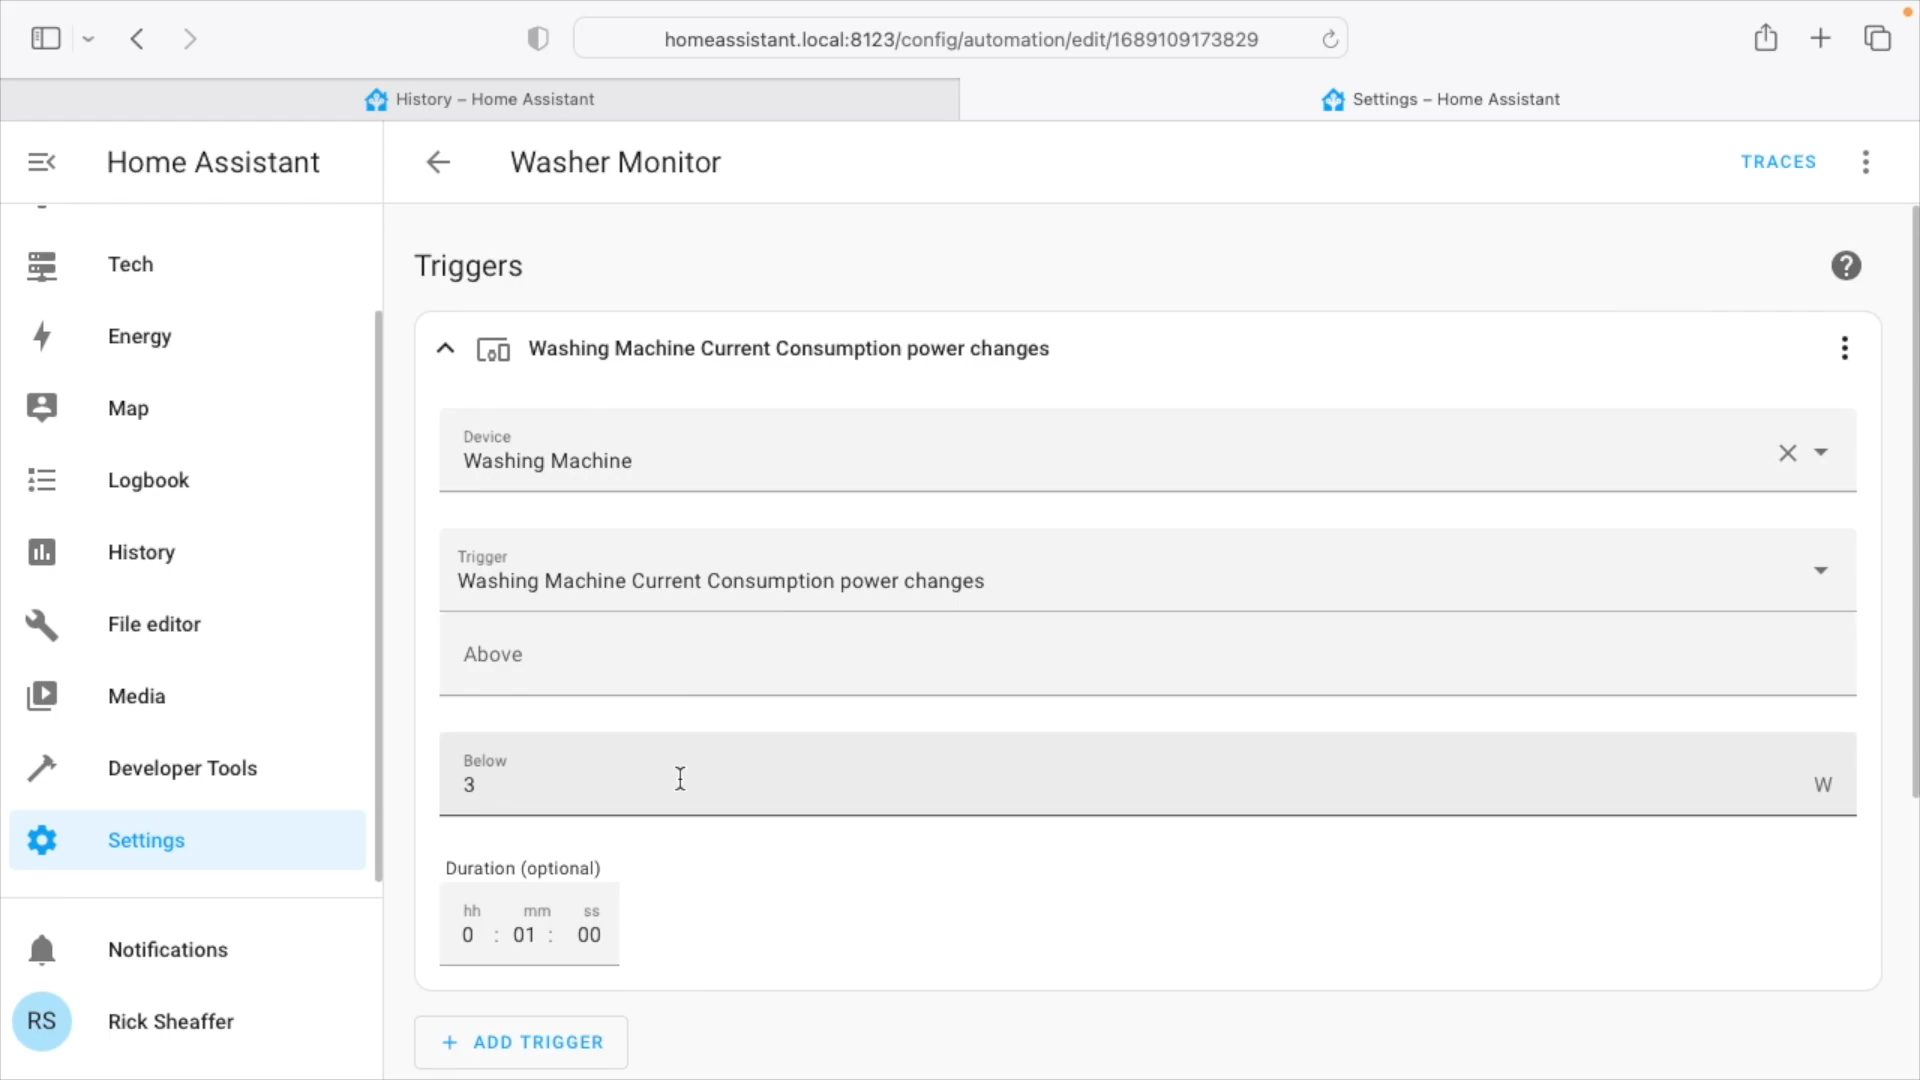 homeassistant.local:8123/config/automation/edit/1689109173829
History – Home Assistant
Settings – Home Assistant
Home Assistant
Washer Monitor
TRACES
Tech
Energy
Map
Logbook
History
File editor
Media
Developer Tools
Settings
Notifications
RS
Rick Sheaffer
Triggers
Washing Machine Current Consumption power changes
Device
Washing Machine
Trigger
Washing Machine Current Consumption power changes
Above
Below
3 W
Duration (optional)
hh mm ss
0 : 01 : 00
+ ADD TRIGGER